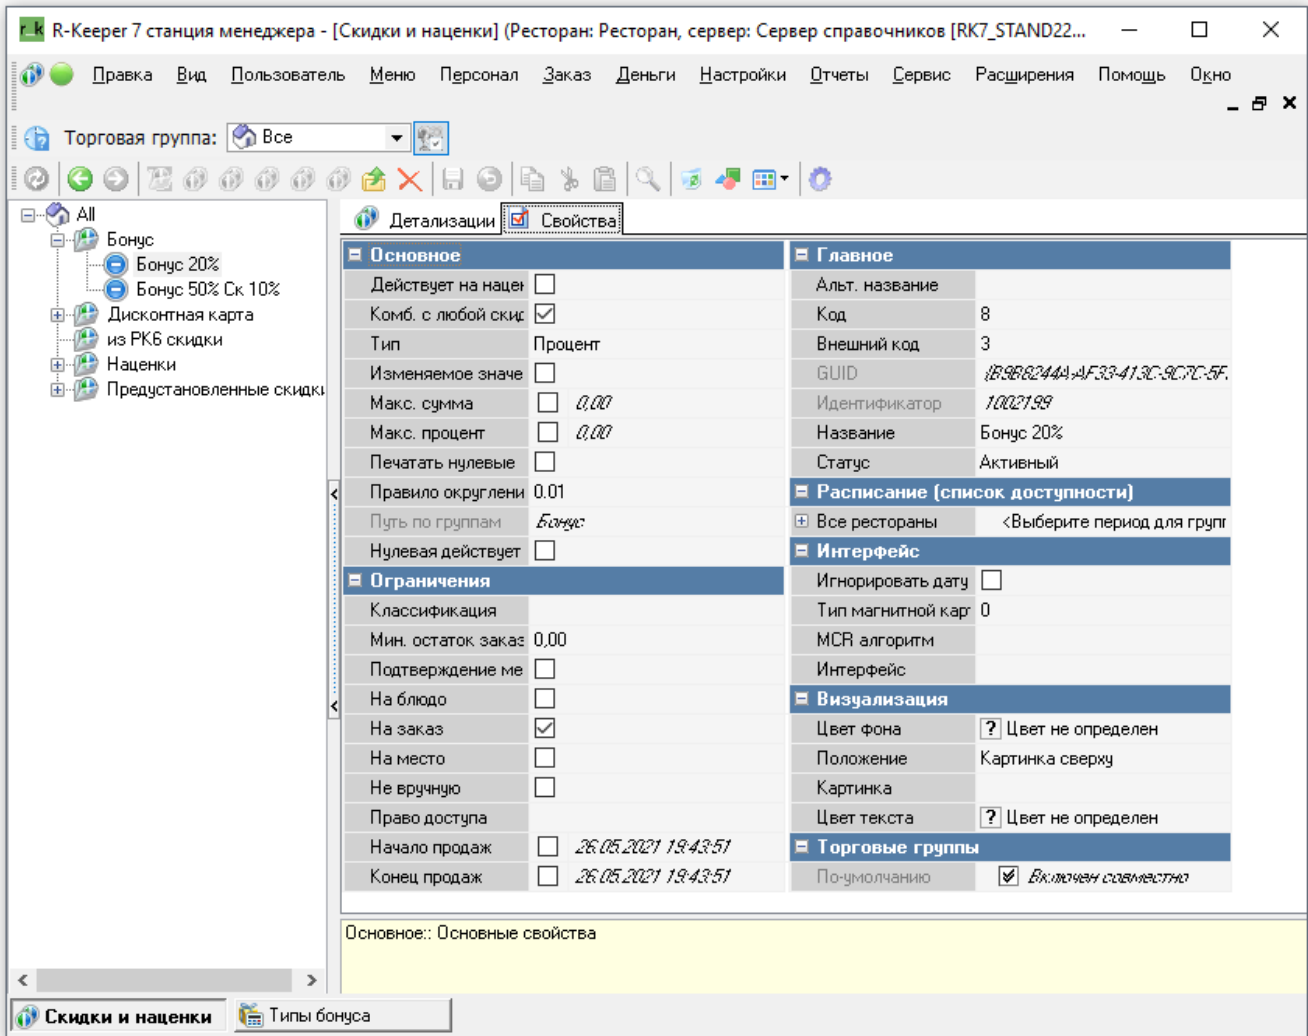 r_k R-Keeper 7 станция менеджера - [Скидки и наценки] (Ресторан: Ресторан, сервер: Сервер справочников [RK7_STAND22...
Правка Вид Пользователь Меню Персонал Заказ Деньги Настройки Отчеты Сервис Расширения Помощь Окно
Торговая группа: Все
All
Бонус
Бонус 20%
Бонус 50% Ск 10%
Дисконтная карта
из РК6 скидки
Наценки
Предустановленные скидки
Детализации Свойства
Основное
Действует на нацен
Комб. с любой скид
Тип Процент
Изменяемое значе
Макс. сумма 0,00
Макс. процент 0,00
Печатать нулевые
Правило округлени 0.01
Путь по группам Бонус
Нулевая действует
Ограничения
Классификация
Мин. остаток заказ 0,00
Подтверждение ме
На блюдо
На заказ
На место
Не вручную
Право доступа
Начало продаж 26.05.2021 19:43:51
Конец продаж 26.05.2021 19:43:51
Главное
Альт. название
Код 8
Внешний код 3
GUID {B9B8244A-AF33-413C-9C7C-5F.
Идентификатор 1002199
Название Бонус 20%
Статус Активный
Расписание (список доступности)
Все рестораны <Выберите период для групп
Интерфейс
Игнорировать дату
Тип магнитной карт 0
MCR алгоритм
Интерфейс
Визуализация
Цвет фона ? Цвет не определен
Положение Картинка сверху
Картинка
Цвет текста ? Цвет не определен
Торговые группы
По-умолчанию Включен совместно
Основное:: Основные свойства
Скидки и наценки Типы бонуса